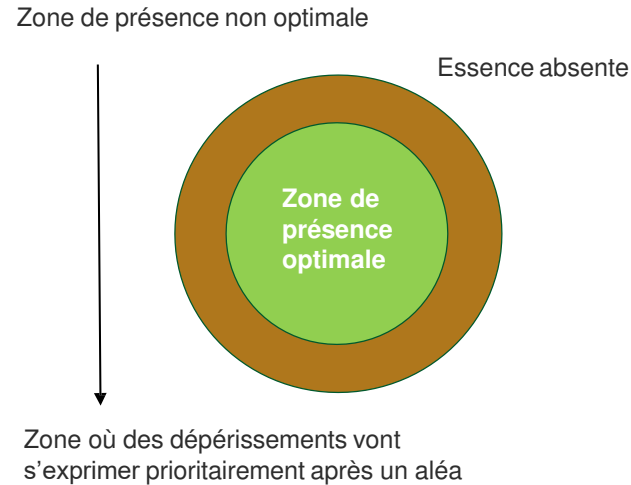 Zone de présence non optimale
Essence absente
Zone de
présence
optimale
Zone où des dépérissements vont
s’exprimer prioritairement après un aléa